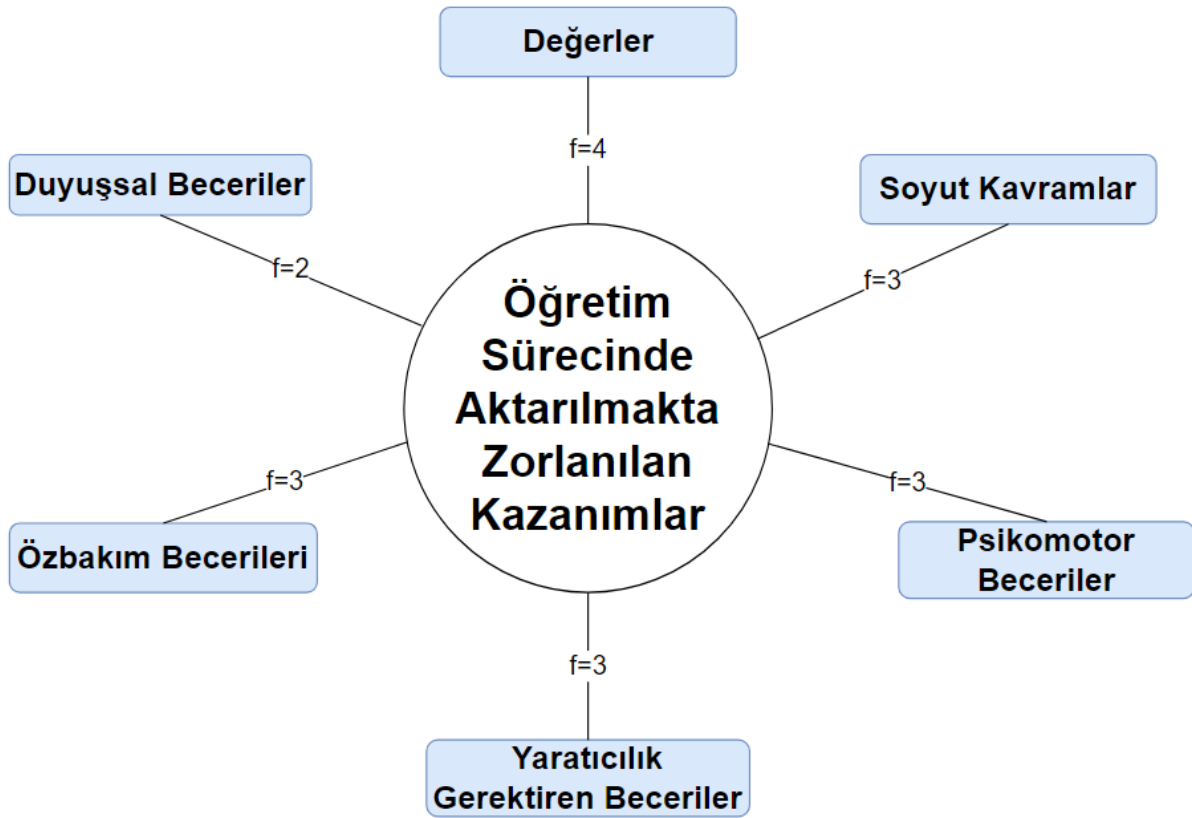 Değerler
f=4
Duyuşsal Beceriler
f=2
Soyut Kavramlar
f=3
Öğretim
Sürecinde
Aktarılmakta
Zorlanılan
Kazanımlar
f=3
Özbakım Becerileri
f=3
Psikomotor
Beceriler
f=3
Yaratıcılık
Gerektiren Beceriler